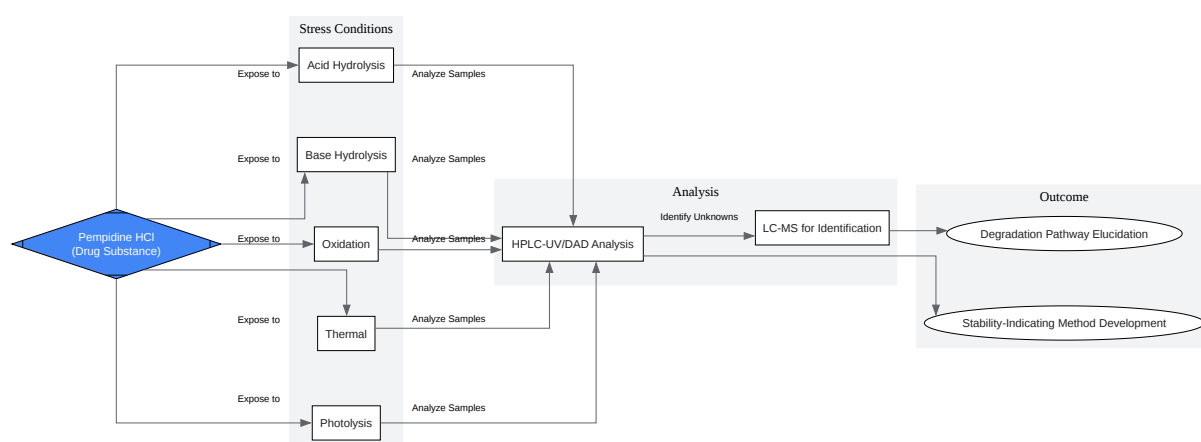 Stress Conditions
Expose to
Acid Hydrolysis
Analyze Samples
Expose to
Base Hydrolysis
Analyze Samples
Analysis
Outcome
Pempidine HCl
(Drug Substance)
Expose to
Oxidation
Analyze Samples
HPLC-UV/DAD Analysis
Identify Unknowns
LC-MS for Identification
Degradation Pathway Elucidation
Expose to
Thermal
Analyze Samples
Stability-Indicating Method Development
Expose to
Photolysis
Analyze Samples